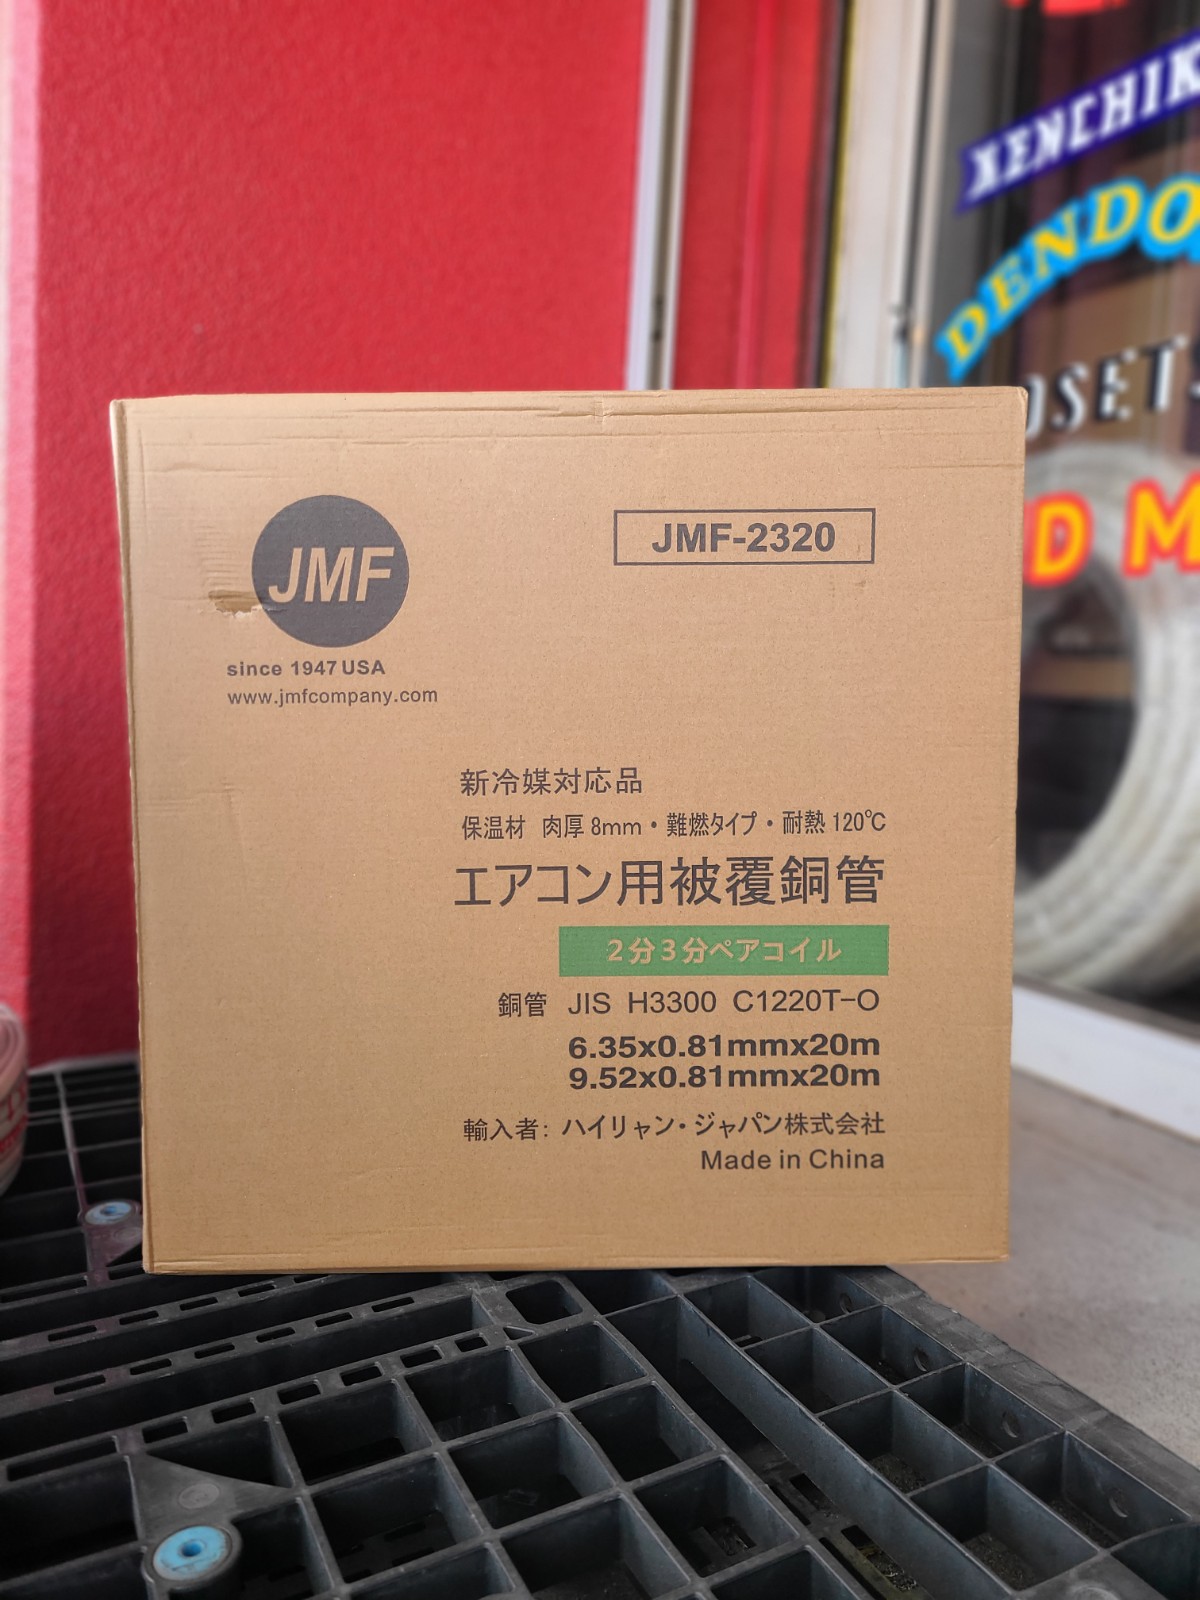 JMF
since 1947 USA
www.jmfcompany.com
JMF-2320
新冷媒対応品
保温材 肉厚 8mm・難燃タイプ・耐熱 120℃
エアコン用被覆銅管
2分3分ペアコイル
銅管 JIS H3300 C1220T-O
6.35x0.81mmx20m
9.52x0.81mmx20m
輸入者: ハイリャン・ジャパン株式会社
Made in China
KENCHIK
DENDO
OSETS
D M